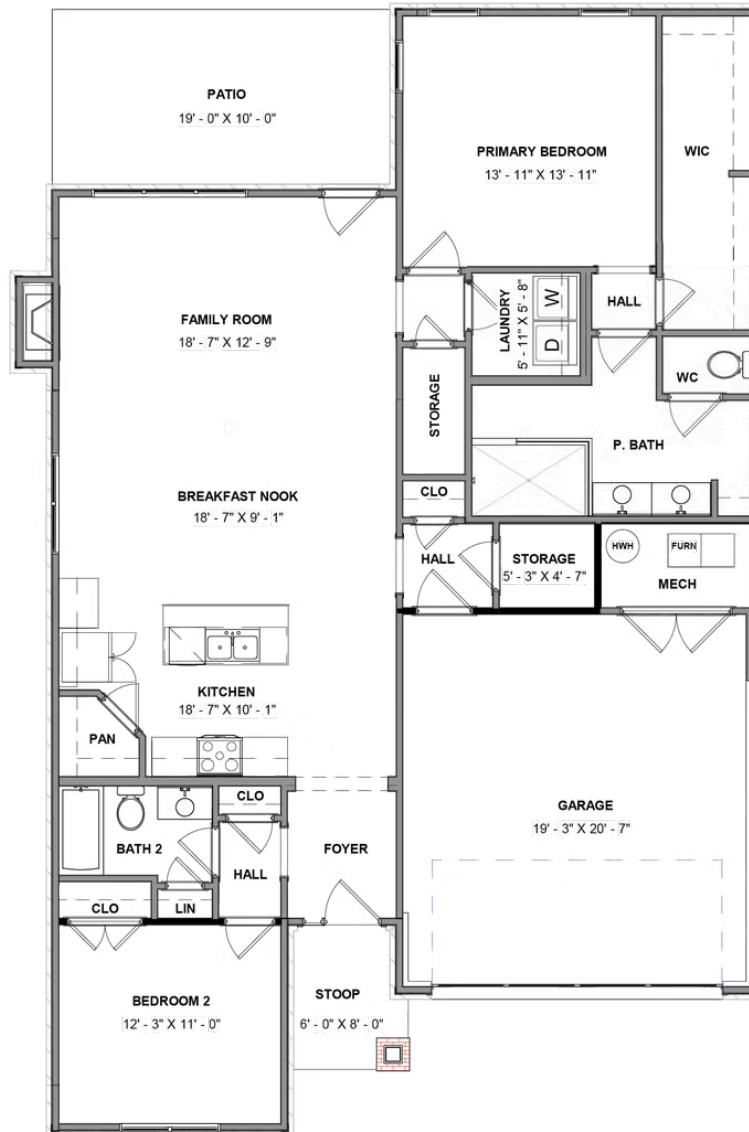 PATIO
19' - 0" X 10' - 0"
PRIMARY BEDROOM
13' - 11" X 13' - 11"
WIC
FAMILY ROOM
18' - 7" X 12' - 9"
LAUNDRY
5' - 11" X 5' - 8"
W
D
HALL
WC
STORAGE
P. BATH
BREAKFAST NOOK
18' - 7" X 9' - 1"
CLO
HALL
STORAGE
5' - 3" X 4' - 7"
HWH
FURN
MECH
KITCHEN
18' - 7" X 10' - 1"
PAN
CLO
GARAGE
19' - 3" X 20' - 7"
BATH 2
HALL
FOYER
CLO
LIN
BEDROOM 2
12' - 3" X 11' - 0"
STOOP
6' - 0" X 8' - 0"